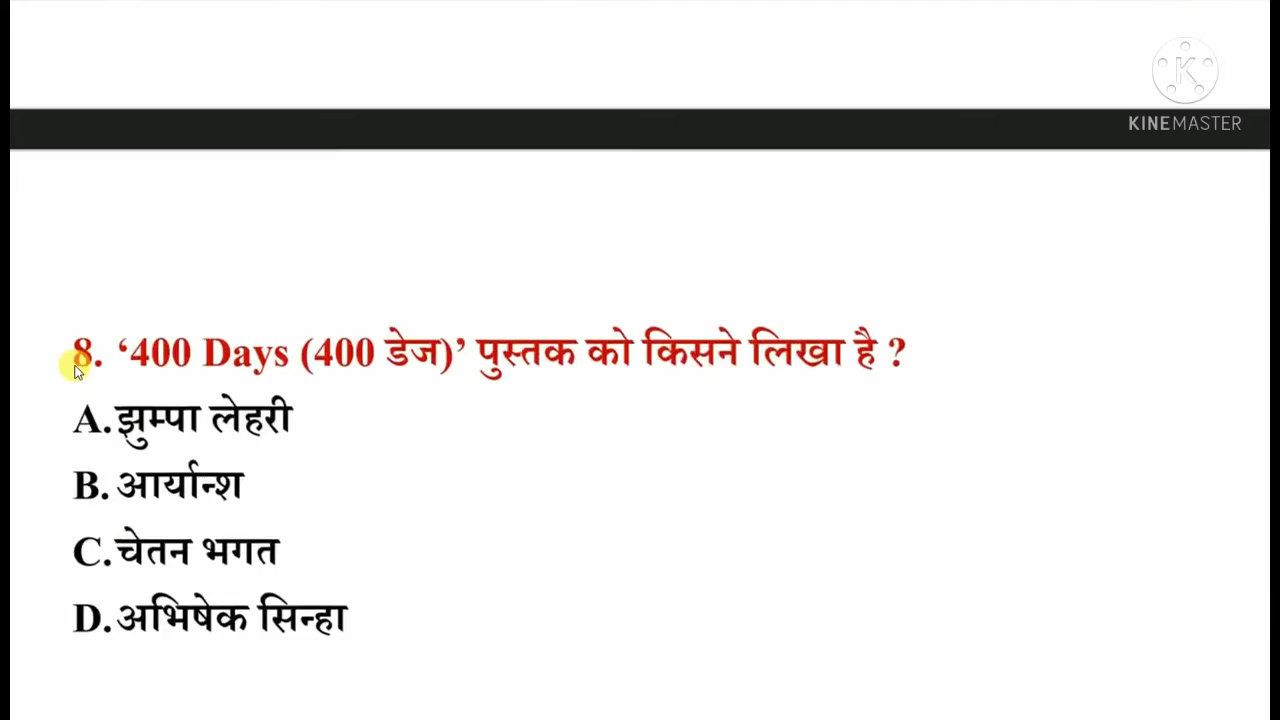 K
KINEMASTER
8. ‘400 Days (400 डेज)’ पुस्तक को किसने लिखा है ?
A. झुम्पा लेहरी
B. आर्यान्श
C. चेतन भगत
D. अभिषेक सिन्हा